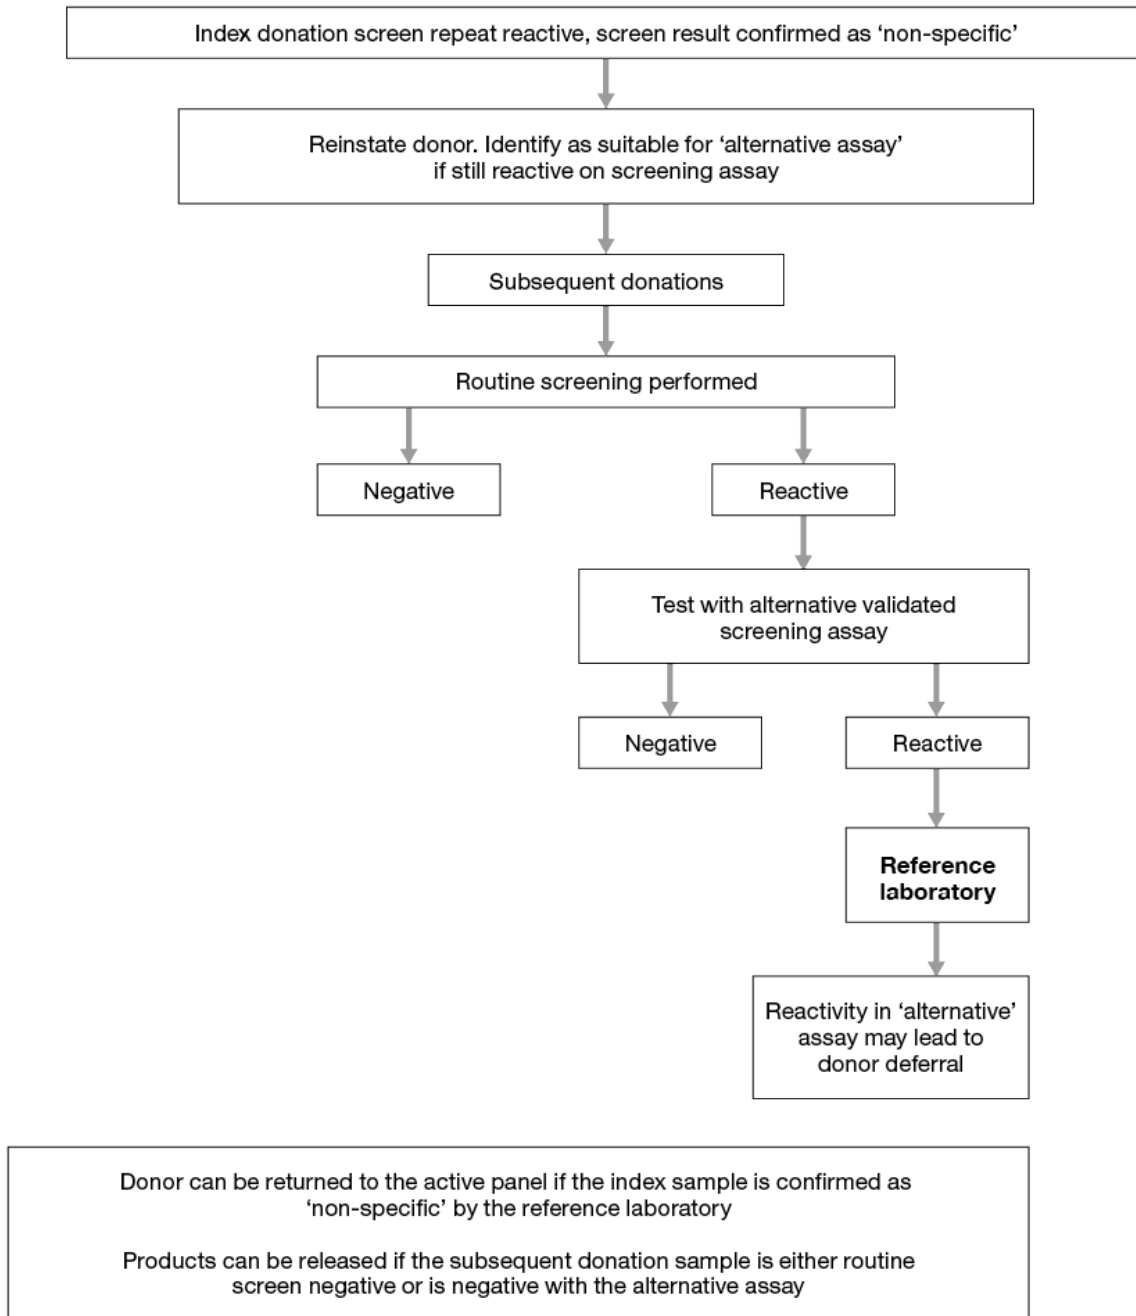 Index donation screen repeat reactive, screen result confirmed as ‘non-specific’
Reinstate donor. Identify as suitable for ‘alternative assay’
if still reactive on screening assay
Subsequent donations
Routine screening performed
Negative
Reactive
Test with alternative validated
screening assay
Negative
Reactive
Reference
laboratory
Reactivity in ‘alternative’
assay may lead to
donor deferral
Donor can be returned to the active panel if the index sample is confirmed as
‘non-specific’ by the reference laboratory
Products can be released if the subsequent donation sample is either routine
screen negative or is negative with the alternative assay